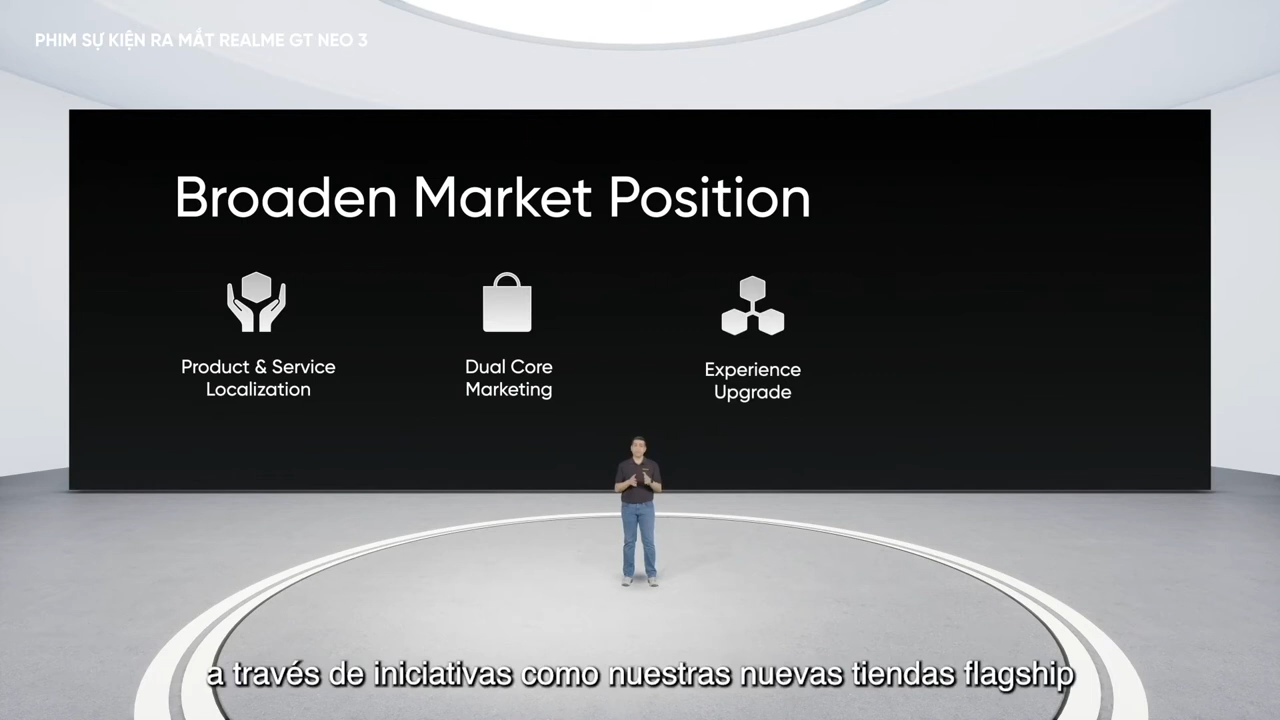 PHIM SỰ KIỆN RA MẮT REALME GT NEO 3
Broaden Market Position
Product & Service
Localization
Dual Core
Marketing
Experience
Upgrade
a través de iniciativas como nuestras nuevas tiendas flagship